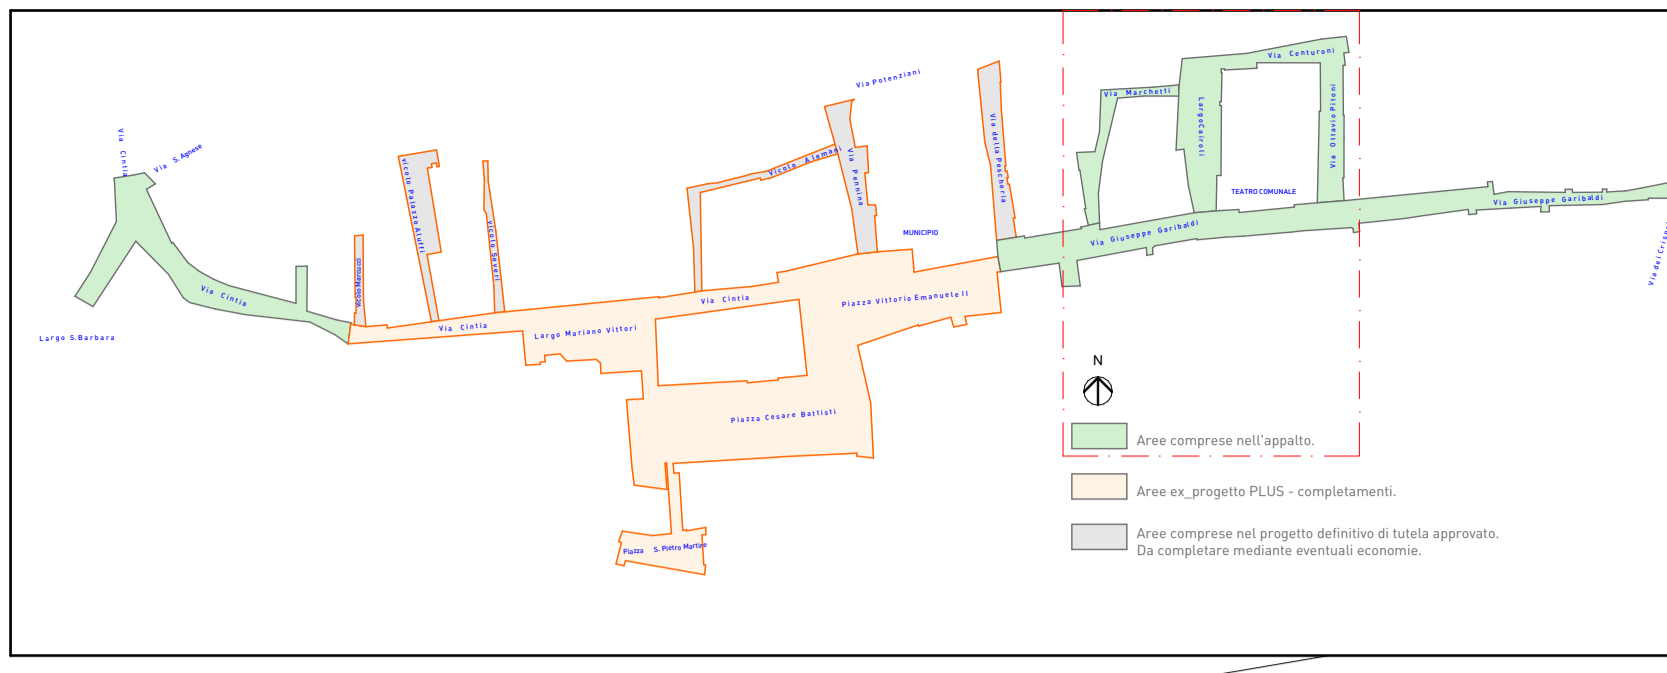 Via Centuroni
Via Potenziani
Via Marchetti
Largo Cairoli
Via Ottavio Pitoni
Via della Pescheria
Via Cintia
Via S. Agnese
Vicolo Alemani
Via Pennina
vicolo Palazzo Aluffi
TEATRO COMUNALE
Via Giuseppe Garibaldi
vicolo Severi
MUNICIPIO
Via Giuseppe Garibaldi
vicolo Marcucci
Via Cintia
Via Cintia
Piazza Vittorio Emanuele II
Via Cintia
Largo Mariano Vittori
Largo S.Barbara
N
Piazza Cesare Battisti
Aree comprese nell'appalto.
Aree ex_progetto PLUS - completamenti.
Aree comprese nel progetto definitivo di tutela approvato.
Da completare mediante eventuali economie.
Piazza S. Pietro Martire